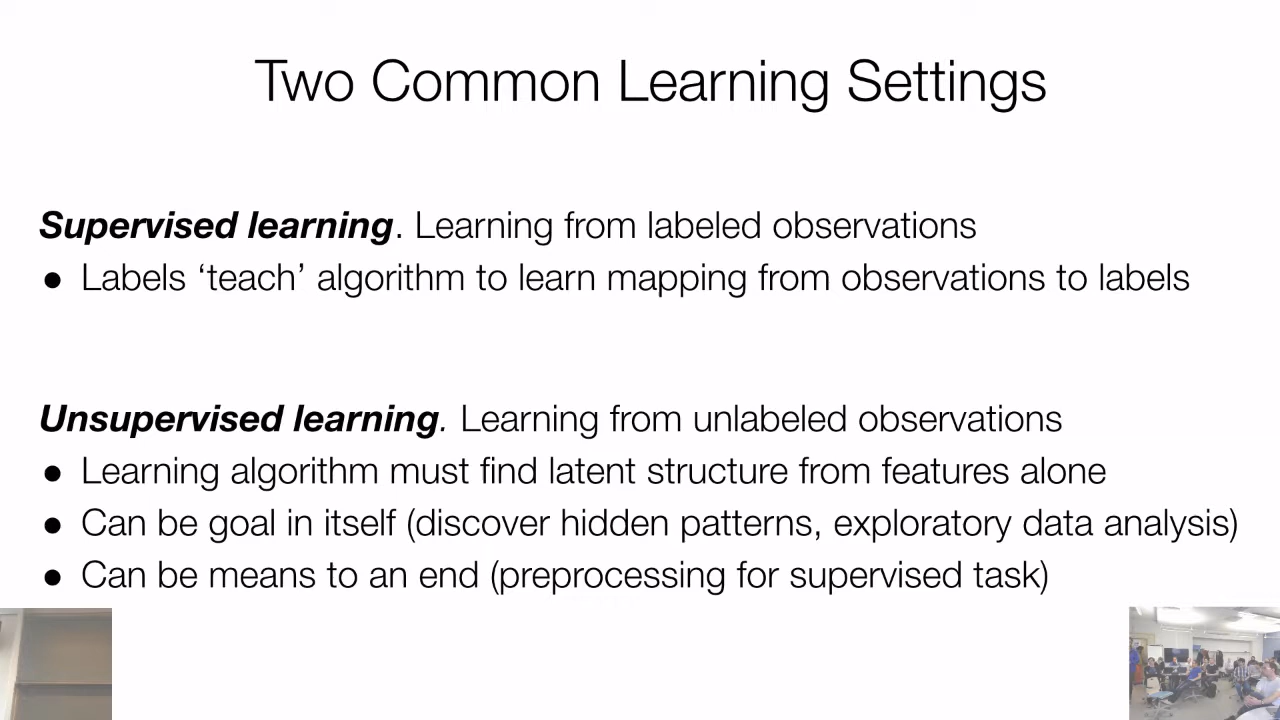 Two Common Learning Settings
Supervised learning. Learning from labeled observations
● Labels ‘teach’ algorithm to learn mapping from observations to labels
Unsupervised learning. Learning from unlabeled observations
● Learning algorithm must find latent structure from features alone
● Can be goal in itself (discover hidden patterns, exploratory data analysis)
● Can be means to an end (preprocessing for supervised task)